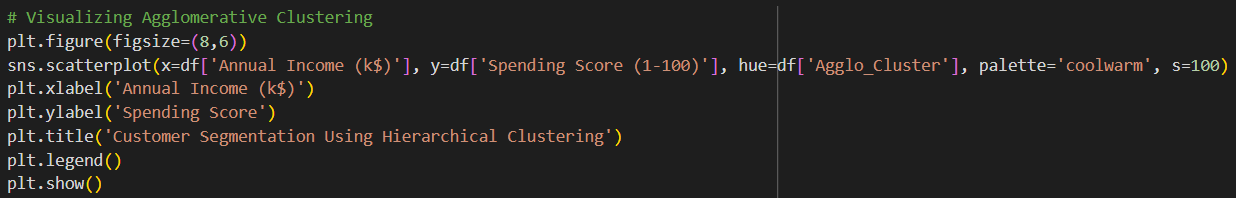 # Visualizing Agglomerative Clustering
plt.figure(figsize=(8,6))
sns.scatterplot(x=df['Annual Income (k$)'], y=df['Spending Score (1-100)'], hue=df['Agglo_Cluster'], palette='coolwarm', s=100)
plt.xlabel('Annual Income (k$)')
plt.ylabel('Spending Score')
plt.title('Customer Segmentation Using Hierarchical Clustering')
plt.legend()
plt.show()